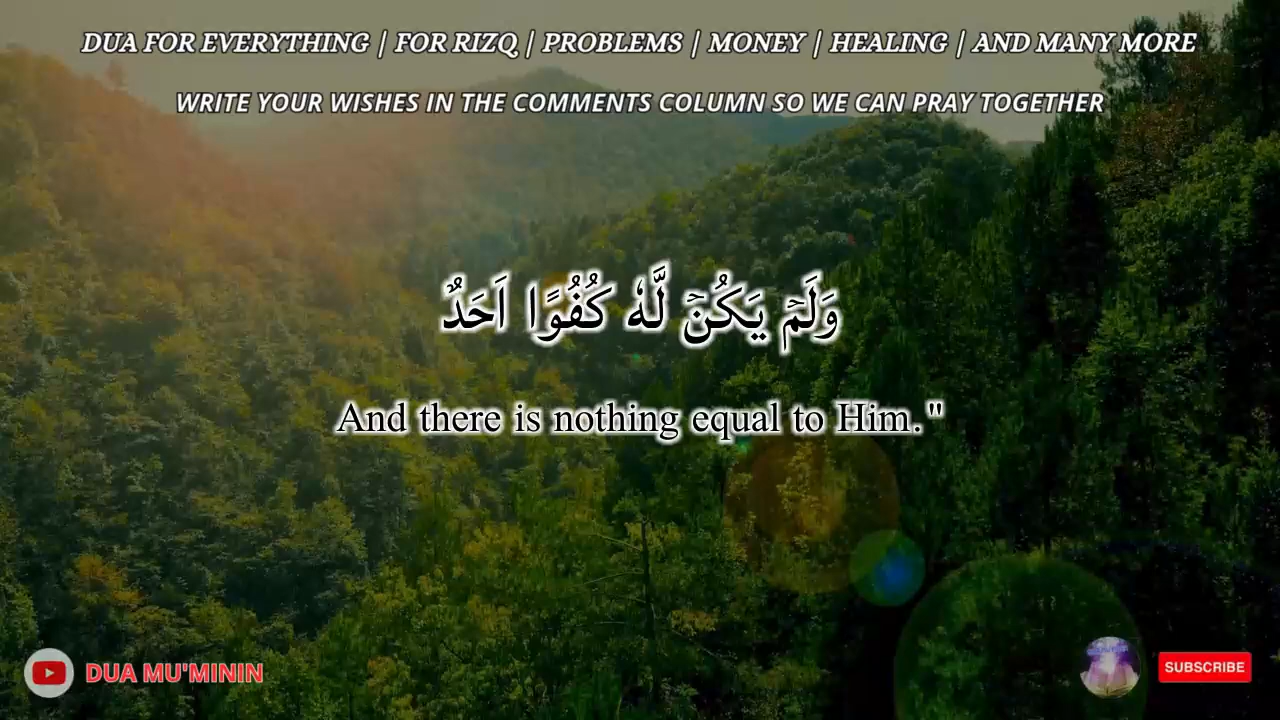 DUA FOR EVERYTHING | FOR RIZQ | PROBLEMS | MONEY | HEALING | AND MANY MORE
WRITE YOUR WISHES IN THE COMMENTS COLUMN SO WE CAN PRAY TOGETHER
وَلَمْ يَكُنْ لَّهٗ كُفُوًا اَحَدٌ
And there is nothing equal to Him."
DUA MU'MININ
SUBSCRIBE